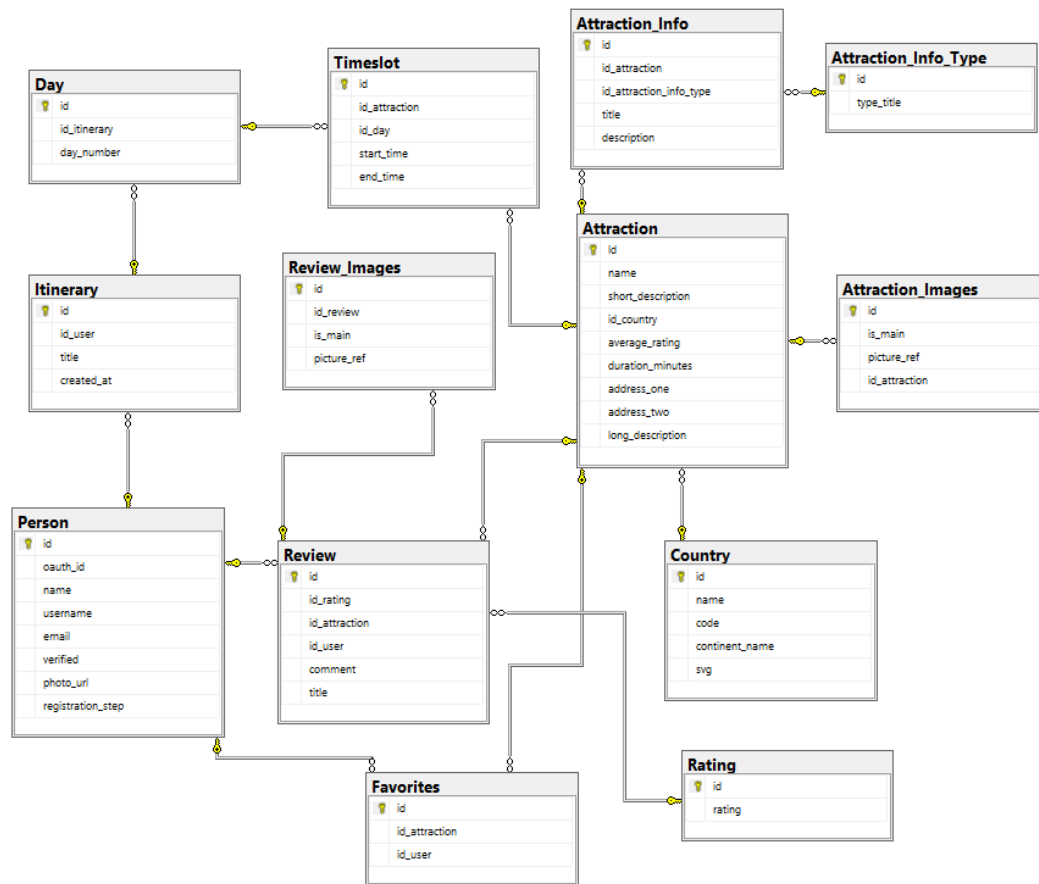 Attraction_Info
id
id_attraction
id_attraction_info_type
title
description
Attraction_Info_Type
id
type_title
Timeslot
id
id_attraction
id_day
start_time
end_time
Day
id
id_itinerary
day_number
Attraction
id
name
short_description
id_country
average_rating
duration_minutes
address_one
address_two
long_description
Review_Images
id
id_review
is_main
picture_ref
Itinerary
id
id_user
title
created_at
Attraction_Images
id
is_main
picture_ref
id_attraction
Person
id
oauth_id
name
username
email
verified
photo_url
registration_step
Review
id
id_rating
id_attraction
id_user
comment
title
Country
id
name
code
continent_name
svg
Rating
id
rating
Favorites
id
id_attraction
id_user